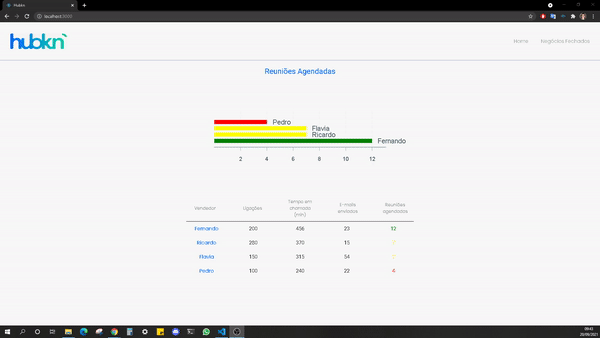 Hubkn
localhost:3000
hubkn
Home Negócios Fechados
Reuniões Agendadas
Pedro
Flavia
Ricardo
Fernando
2 4 6 8 10 12
Vendedor Ligações Tempo em chamada (min) E-mails enviados Reuniões agendadas
Fernando 200 456 23 12
Ricardo 280 370 15 7
Flavia 150 315 54 7
Pedro 100 240 22 4
09:43
20/09/2021